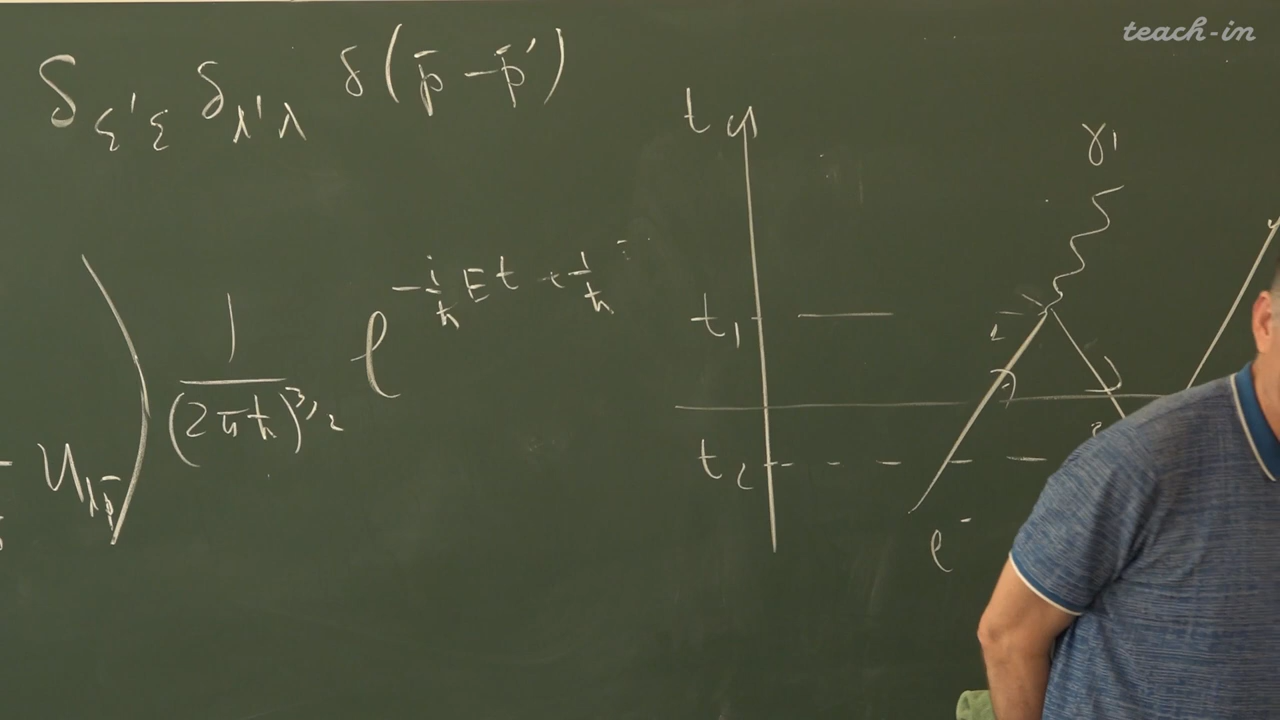 teach-in
δ_{ξ'ξ} δ_{λ'λ} δ(p̄ − p̄')
u_{λp̄}) 1/(2πħ)^{3/2} e^{−i/ħ Et + i/ħ
t
γ₁
t₁
t₂
e⁻